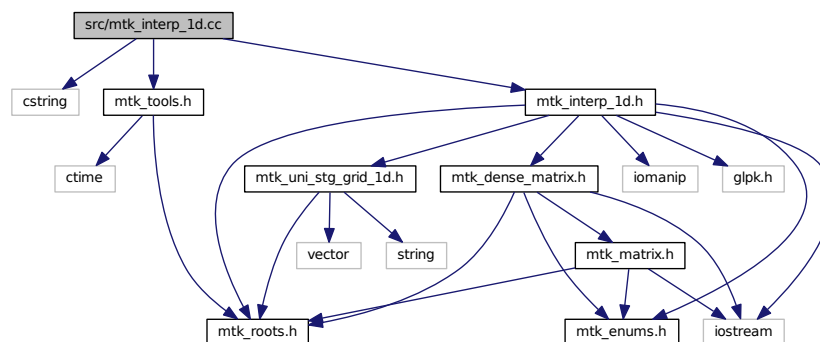 src/mtk_interp_1d.cc
cstring
mtk_tools.h
mtk_interp_1d.h
ctime
mtk_uni_stg_grid_1d.h
mtk_dense_matrix.h
iomanip
glpk.h
vector
string
mtk_matrix.h
mtk_roots.h
mtk_enums.h
iostream